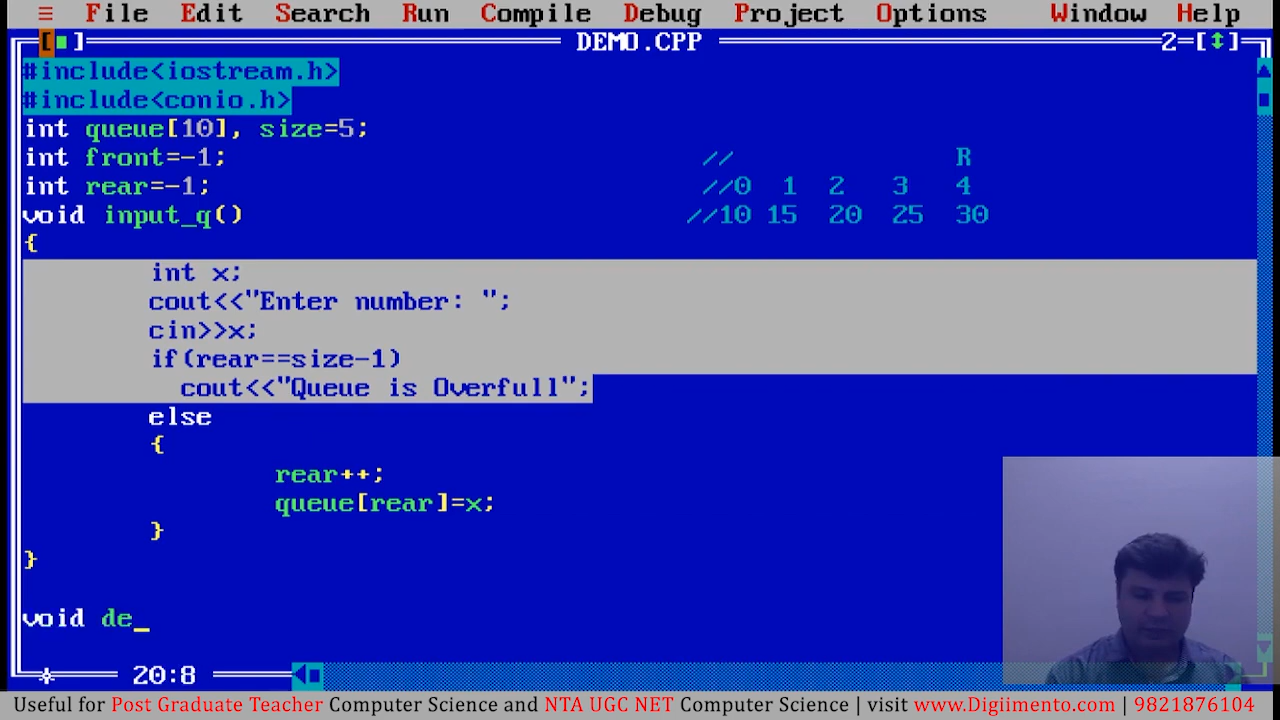 ≡ File Edit Search Run Compile Debug Project Options Window Help
[■] DEMO.CPP 2=[↕]
#include<iostream.h>
#include<conio.h>
int queue[10], size=5;
int front=-1; // R
int rear=-1; //0 1 2 3 4
void input_q() //10 15 20 25 30
{
int x;
cout<<"Enter number: ";
cin>>x;
if(rear==size-1)
cout<<"Queue is Overfull";
else
{
rear++;
queue[rear]=x;
}
}
void de_
20:8
Useful for Post Graduate Teacher Computer Science and NTA UGC NET Computer Science | visit www.Digiimento.com | 9821876104